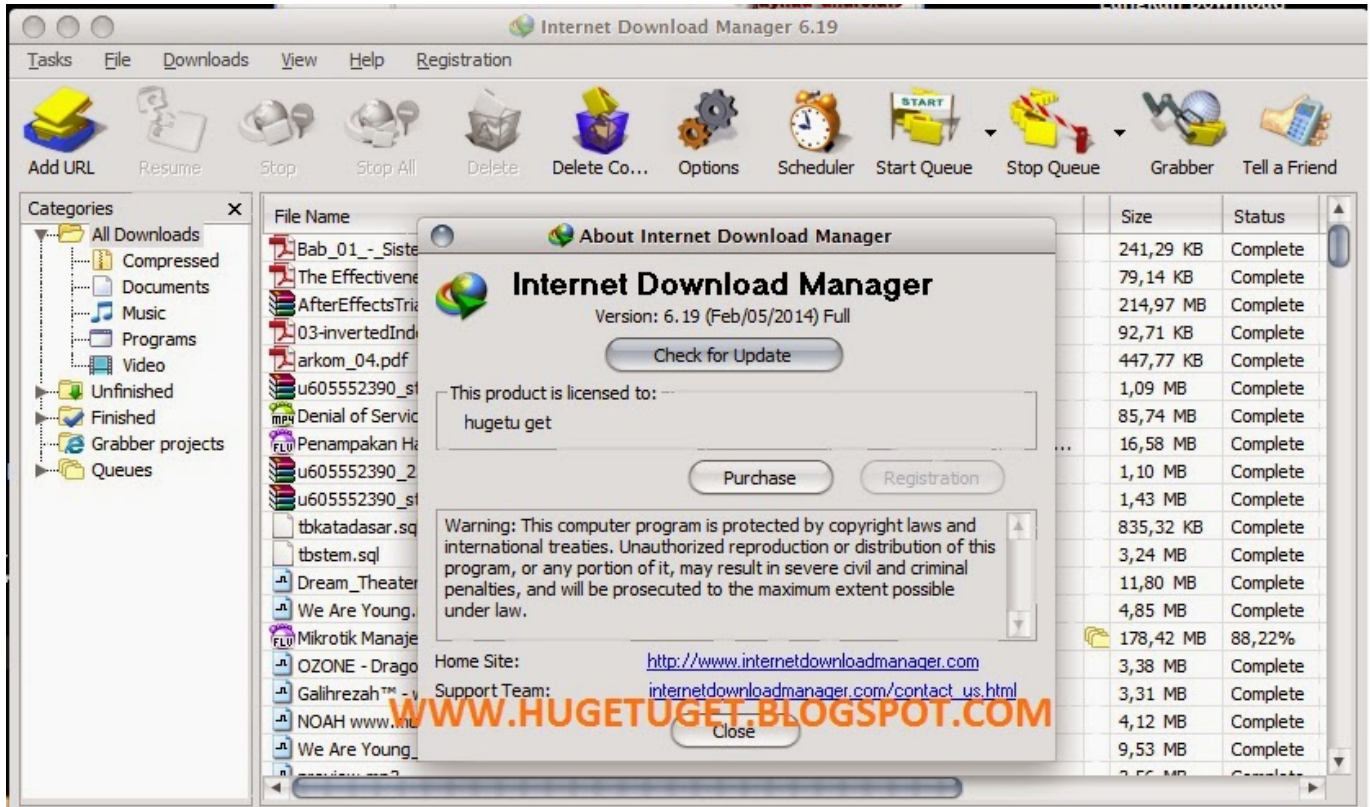 Internet Download Manager 6.19
Tasks File Downloads View Help Registration
START
Add URL Resume Stop Stop All Delete Delete Co... Options Scheduler Start Queue Stop Queue Grabber Tell a Friend
Categories X
All Downloads
Compressed
Documents
Music
Programs
Video
Unfinished
Finished
Grabber projects
Queues
File Name Size Status
Bab_01_-_Siste 241,29 KB Complete
The Effectivene 79,14 KB Complete
AfterEffectsTria 214,97 MB Complete
03-invertedInde 92,71 KB Complete
arkom_04.pdf 447,77 KB Complete
u605552390_st 1,09 MB Complete
Denial of Servic 85,74 MB Complete
Penampakan Ha ... 16,58 MB Complete
u605552390_2 1,10 MB Complete
u605552390_st 1,43 MB Complete
tbkatadasar.sq 835,32 KB Complete
tbstem.sql 3,24 MB Complete
Dream_Theater 11,80 MB Complete
We Are Young. 4,85 MB Complete
Mikrotik Manaje 178,42 MB 88,22%
OZONE - Drago 3,38 MB Complete
Galihrezah™ - 3,31 MB Complete
NOAH 4,12 MB Complete
We Are Young_ 9,53 MB Complete
About Internet Download Manager
Internet Download Manager
Version: 6.19 (Feb/05/2014) Full
Check for Update
This product is licensed to:
hugetu get
Purchase Registration
Warning: This computer program is protected by copyright laws and
international treaties. Unauthorized reproduction or distribution of this
program, or any portion of it, may result in severe civil and criminal
penalties, and will be prosecuted to the maximum extent possible
under law.
Home Site: http://www.internetdownloadmanager.com
Support Team: internetdownloadmanager.com/contact_us.html
WWW.HUGETUGET.BLOGSPOT.COM
Close